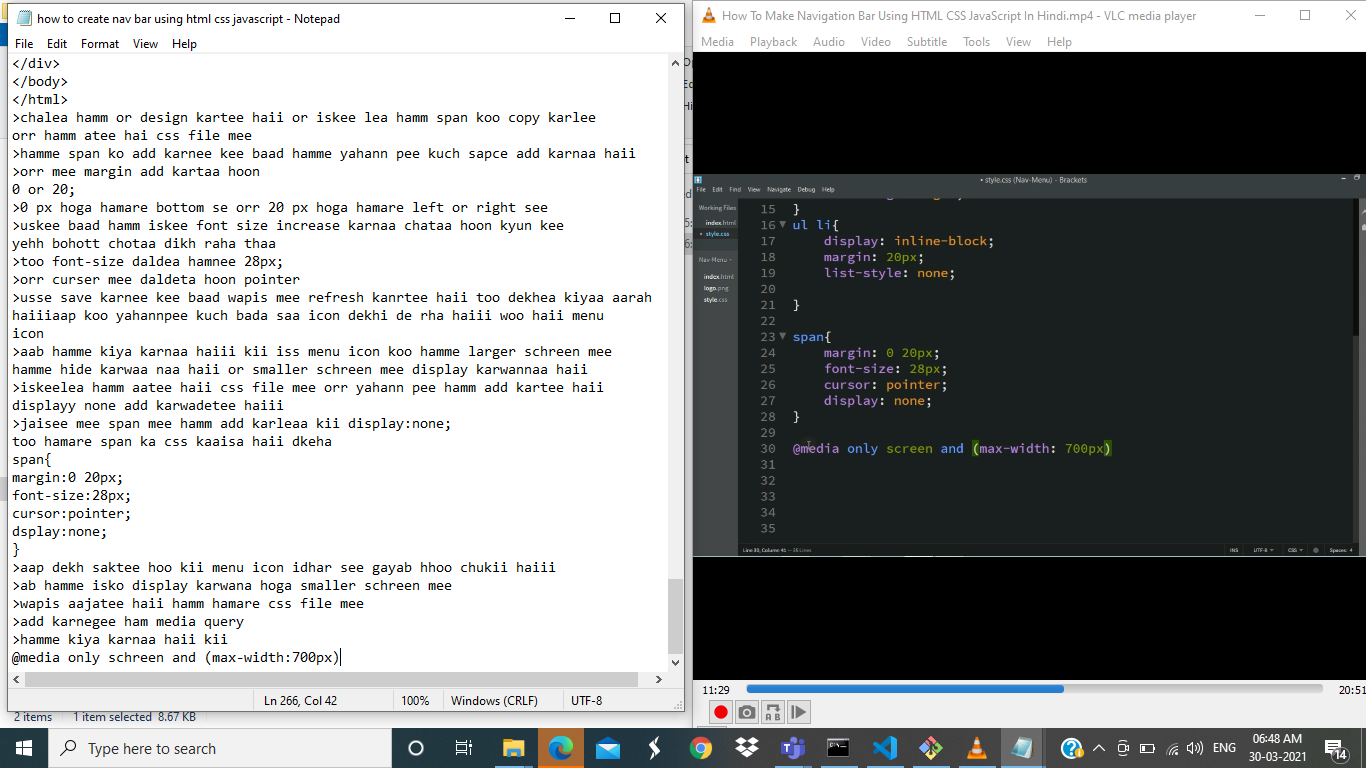 how to create nav bar using html css javascript - Notepad
File Edit Format View Help
</div>
</body>
</html>
>chalea hamm or design kartee haii or iskee lea hamm span koo copy karlee
orr hamm atee hai css file mee
>hamme span ko add karnee kee baad hamme yahann pee kuch sapce add karnaa haii
>orr mee margin add kartaa hoon
0 or 20;
>0 px hoga hamare bottom se orr 20 px hoga hamare left or right see
>uskee baad hamm iskee font size increase karnaa chataa hoon kyun kee
yehh bohott chotaa dikh raha thaa
>too font-size daldea hamnee 28px;
>orr curser mee daldeta hoon pointer
>usse save karnee kee baad wapis mee refresh kanrtee haii too dekhea kiyaa aarah
haiiiaap koo yahannpee kuch bada saa icon dekhi de rha haiii woo haii menu
icon
>aab hamme kiya karnaa haiii kii iss menu icon koo hamme larger schreen mee
hamme hide karwaa naa haii or smaller schreen mee display karwannaa haii
>iskeelea hamm aatee haii css file mee orr yahann pee hamm add kartee haii
displayy none add karwadetee haiii
>jaisee mee span mee hamm add karleaa kii display:none;
too hamare span ka css kaaisa haii dkeha
span{
margin:0 20px;
font-size:28px;
cursor:pointer;
dsplay:none;
}
>aap dekh saktee hoo kii menu icon idhar see gayab hhoo chukii haiii
>ab hamme isko display karwana hoga smaller schreen mee
>wapis aajatee haii hamm hamare css file mee
>add karnegee ham media query
>hamme kiya karnaa haii kii
@media only schreen and (max-width:700px)
Ln 266, Col 42 100% Windows (CRLF) UTF-8
2 items 1 item selected 8.67 KB
How To Make Navigation Bar Using HTML CSS JavaScript In Hindi.mp4 - VLC media player
Media Playback Audio Video Subtitle Tools View Help
• style.css (Nav-Menu) - Brackets
File Edit Find View Navigate Debug Help
Working Files
index.html
• style.css
Nav-Menu
index.html
logo.png
style.css
15 }
16 ul li{
17 display: inline-block;
18 margin: 20px;
19 list-style: none;
20
21 }
22
23 span{
24 margin: 0 20px;
25 font-size: 28px;
26 cursor: pointer;
27 display: none;
28 }
29
30 @media only screen and (max-width: 700px)
31
32
33
34
35
Line 30, Column 41 INS UTF-8 CSS Spaces: 4
11:29 20:51
Type here to search
ENG
06:48 AM
30-03-2021
14